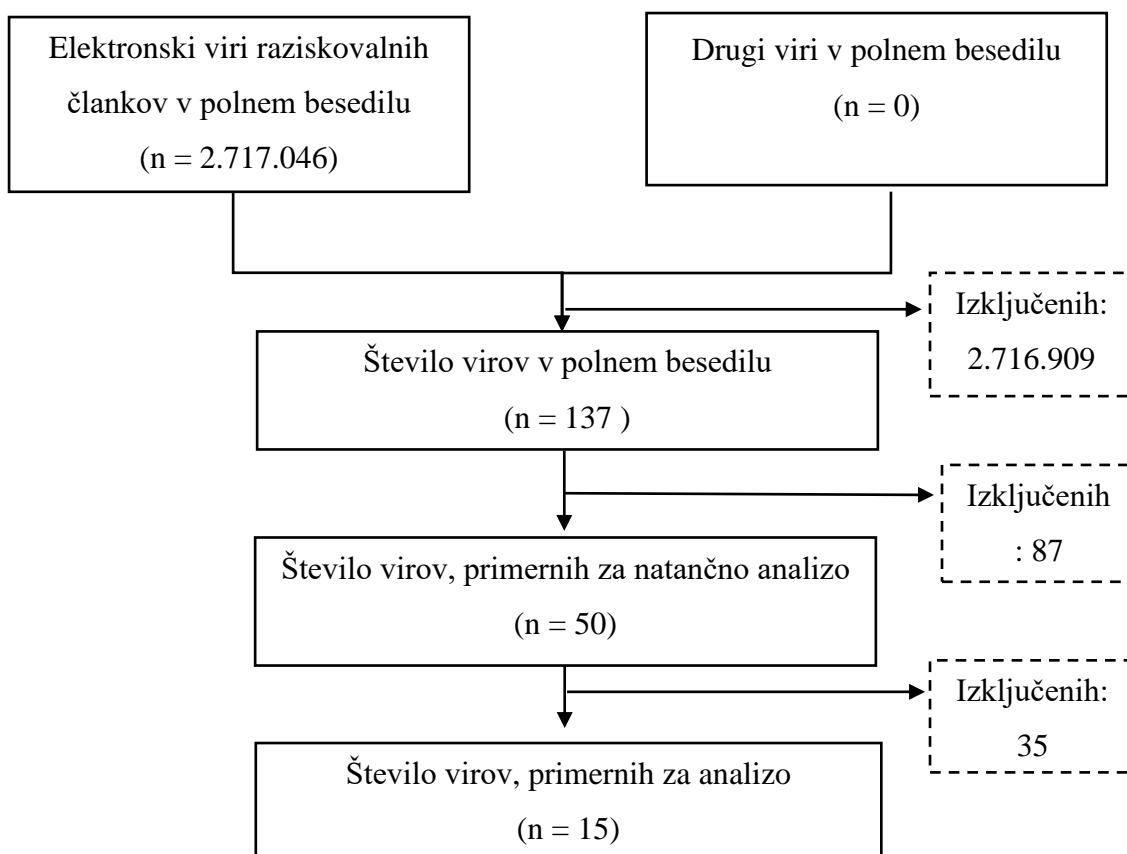 Elektronski viri raziskovalnih
člankov v polnem besedilu
(n = 2.717.046)
Drugi viri v polnem besedilu
(n = 0)
Izključenih:
2.716.909
Število virov v polnem besedilu
(n = 137 )
Izključenih
: 87
Število virov, primernih za natančno analizo
(n = 50)
Izključenih:
35
Število virov, primernih za analizo
(n = 15)